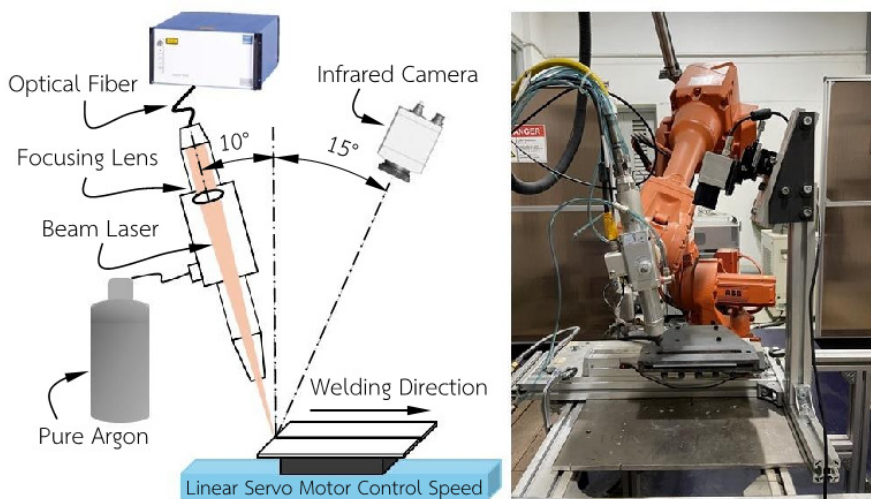 Optical Fiber
Infrared Camera
10°
15°
Focusing Lens
Beam Laser
Pure Argon
Welding Direction
Linear Servo Motor Control Speed
DANGER
ABB